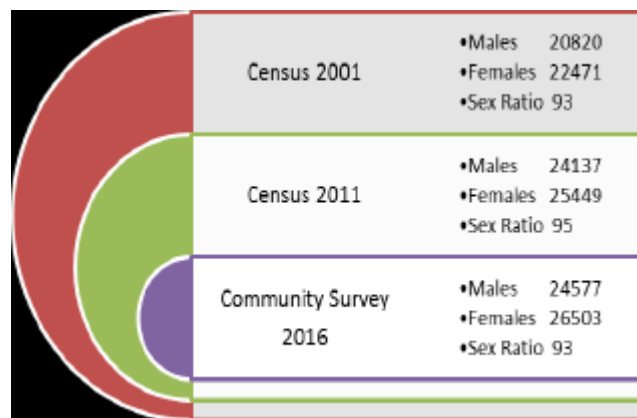 Census 2001
•Males 20820
•Females 22471
•Sex Ratio 93
Census 2011
•Males 24137
•Females 25449
•Sex Ratio 95
Community Survey
2016
•Males 24577
•Females 26503
•Sex Ratio 93